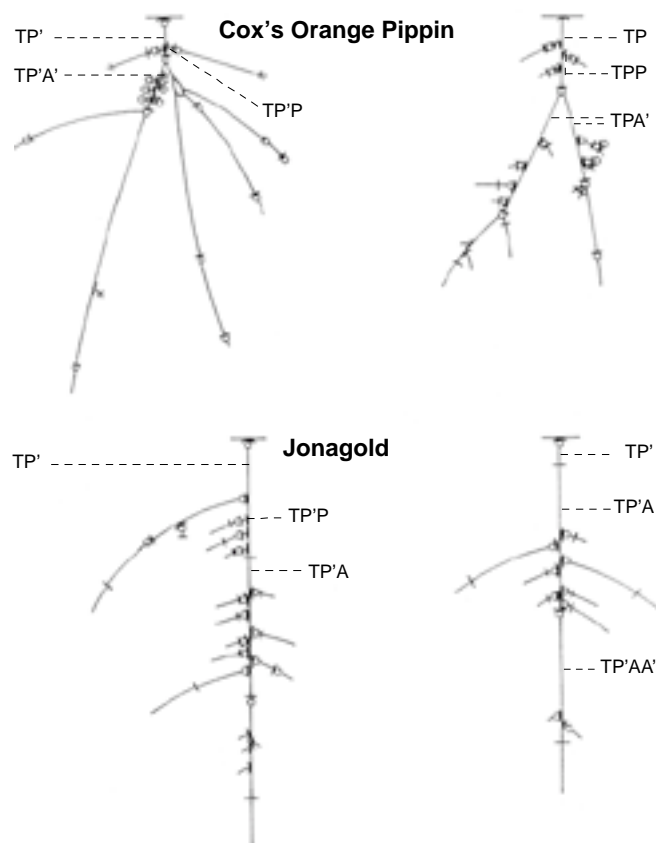 Cox's Orange Pippin
TP'
TP'A'
TP'P
TP
TPP
TPA'
Jonagold
TP'
TP'P
TP'A
TP'
TP'A
TP'AA'